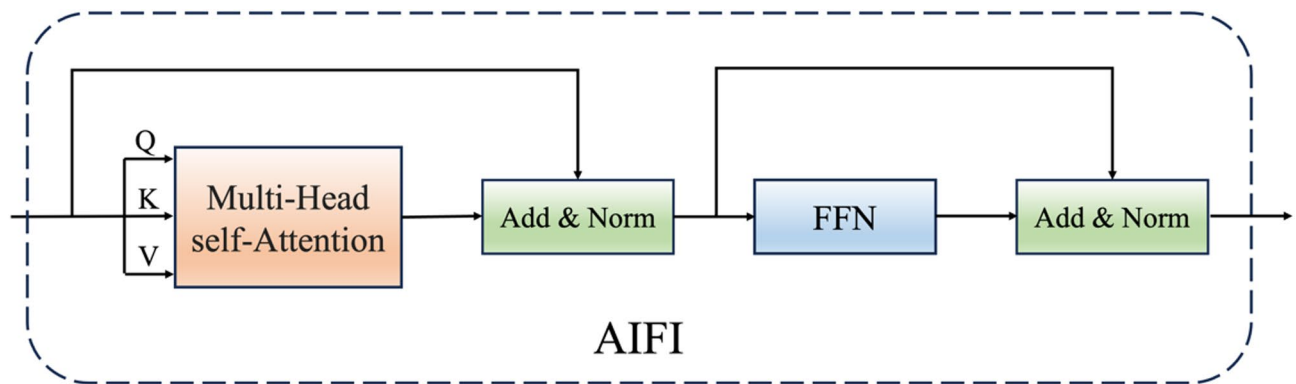 Q
K
V
Multi-Head
self-Attention
Add & Norm
FFN
Add & Norm
AIFI